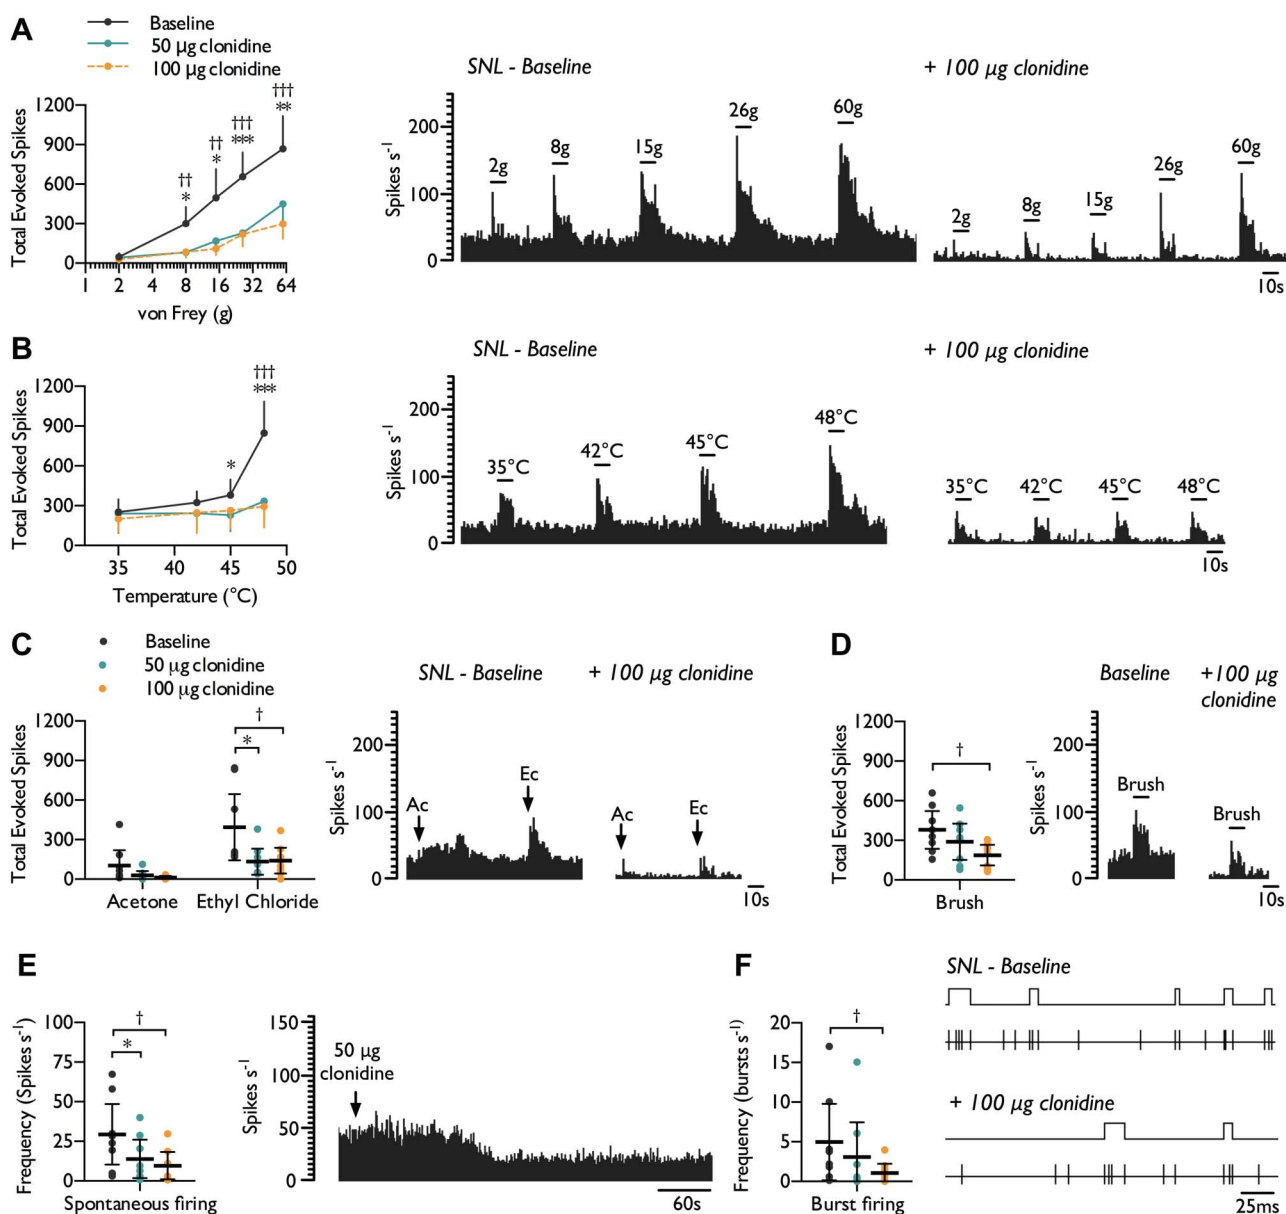 A
Baseline
50 µg clonidine
100 µg clonidine
SNL - Baseline
+ 100 µg clonidine
Total Evoked Spikes
1200
900
600
300
0
††
*
††
*
†††
***
†††
**
1 2 4 8 16 32 64
von Frey (g)
Spikes s⁻¹
200
100
0
2g
8g
15g
26g
60g
2g
8g
15g
26g
60g
10s
B
SNL - Baseline
+ 100 µg clonidine
Total Evoked Spikes
1200
900
600
300
0
*
†††
***
35 40 45 50
Temperature (°C)
Spikes s⁻¹
200
100
0
35°C
42°C
45°C
48°C
35°C 42°C 45°C 48°C
10s
C
Baseline
50 µg clonidine
100 µg clonidine
SNL - Baseline
+ 100 µg clonidine
Total Evoked Spikes
1200
900
600
300
0
†
*
Acetone Ethyl Chloride
Spikes s⁻¹
200
100
0
Ac
Ec
Ac
Ec
10s
D
Baseline
+100 µg
clonidine
Total Evoked Spikes
1200
900
600
300
0
†
Brush
Spikes s⁻¹
200
100
0
Brush
Brush
10s
E
Frequency (Spikes s⁻¹)
100
75
50
25
0
†
*
Spontaneous firing
Spikes s⁻¹
150
100
50
0
50 µg
clonidine
60s
F
Frequency (bursts s⁻¹)
20
15
10
5
0
†
Burst firing
SNL - Baseline
+ 100 µg clonidine
25ms